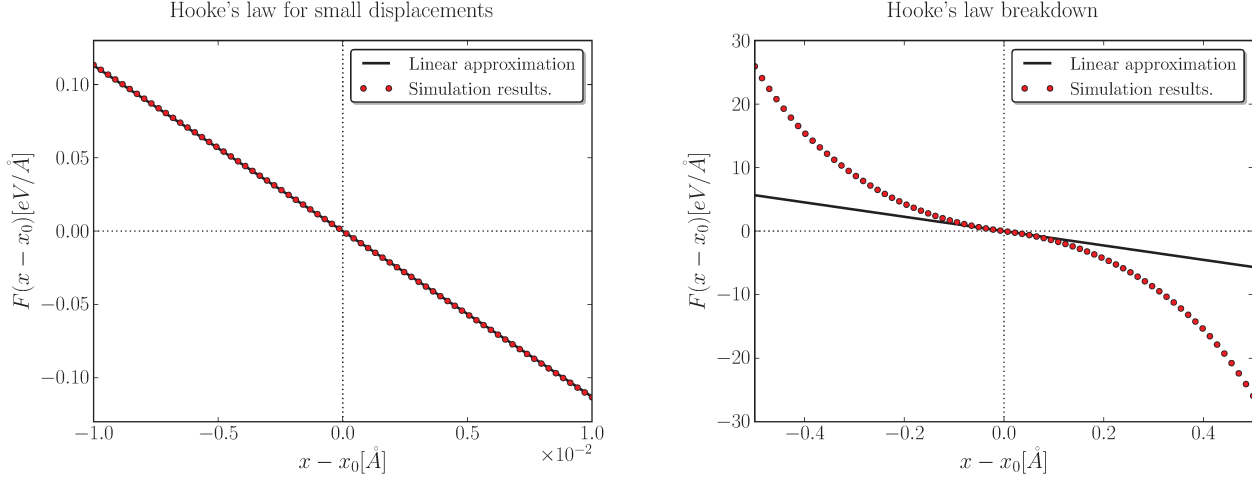 Hooke's law for small displacements
Linear approximation
Simulation results.
0.10
0.05
0.00
−0.05
−0.10
F(x − x₀)[eV/Å]
−1.0 −0.5 0.0 0.5 1.0
×10⁻²
x − x₀[Å]
Hooke's law breakdown
Linear approximation
Simulation results.
30
20
10
0
−10
−20
−30
F(x − x₀)[eV/Å]
−0.4 −0.2 0.0 0.2 0.4
x − x₀[Å]